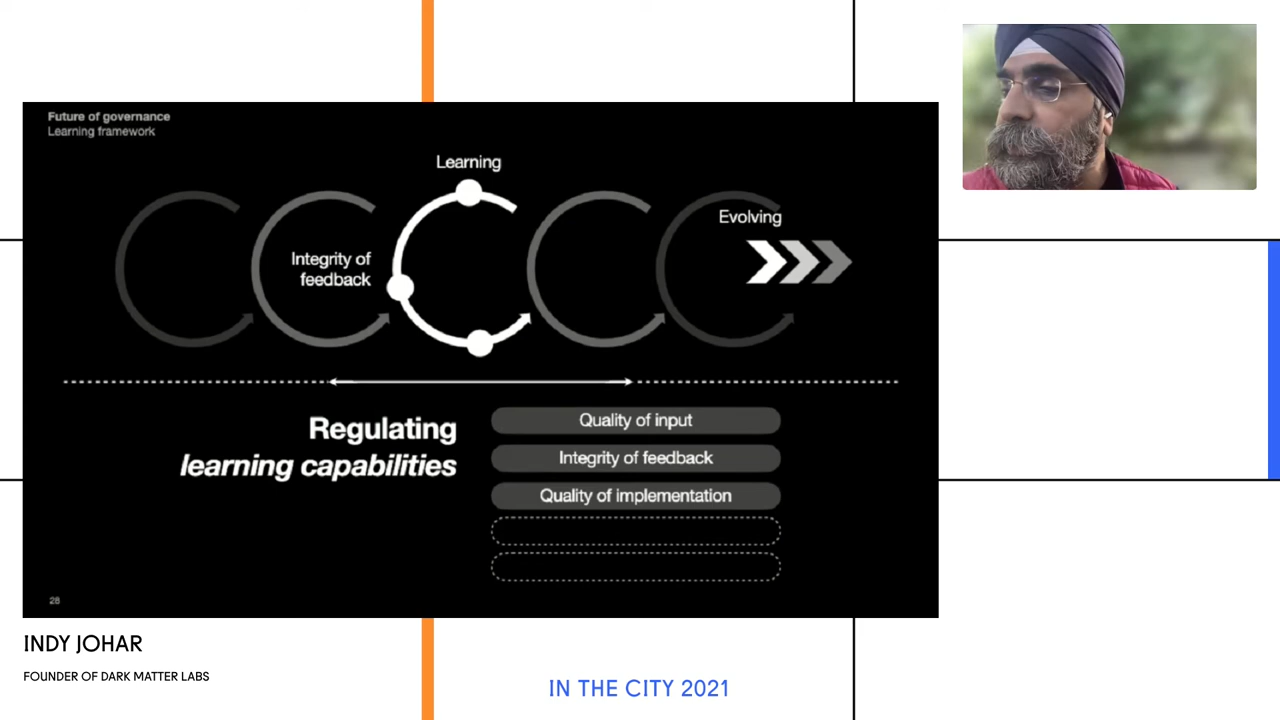 Future of governance
Learning framework
Learning
Evolving
Integrity of
feedback
Regulating
learning capabilities
Quality of input
Integrity of feedback
Quality of implementation
28
INDY JOHAR
FOUNDER OF DARK MATTER LABS
IN THE CITY 2021